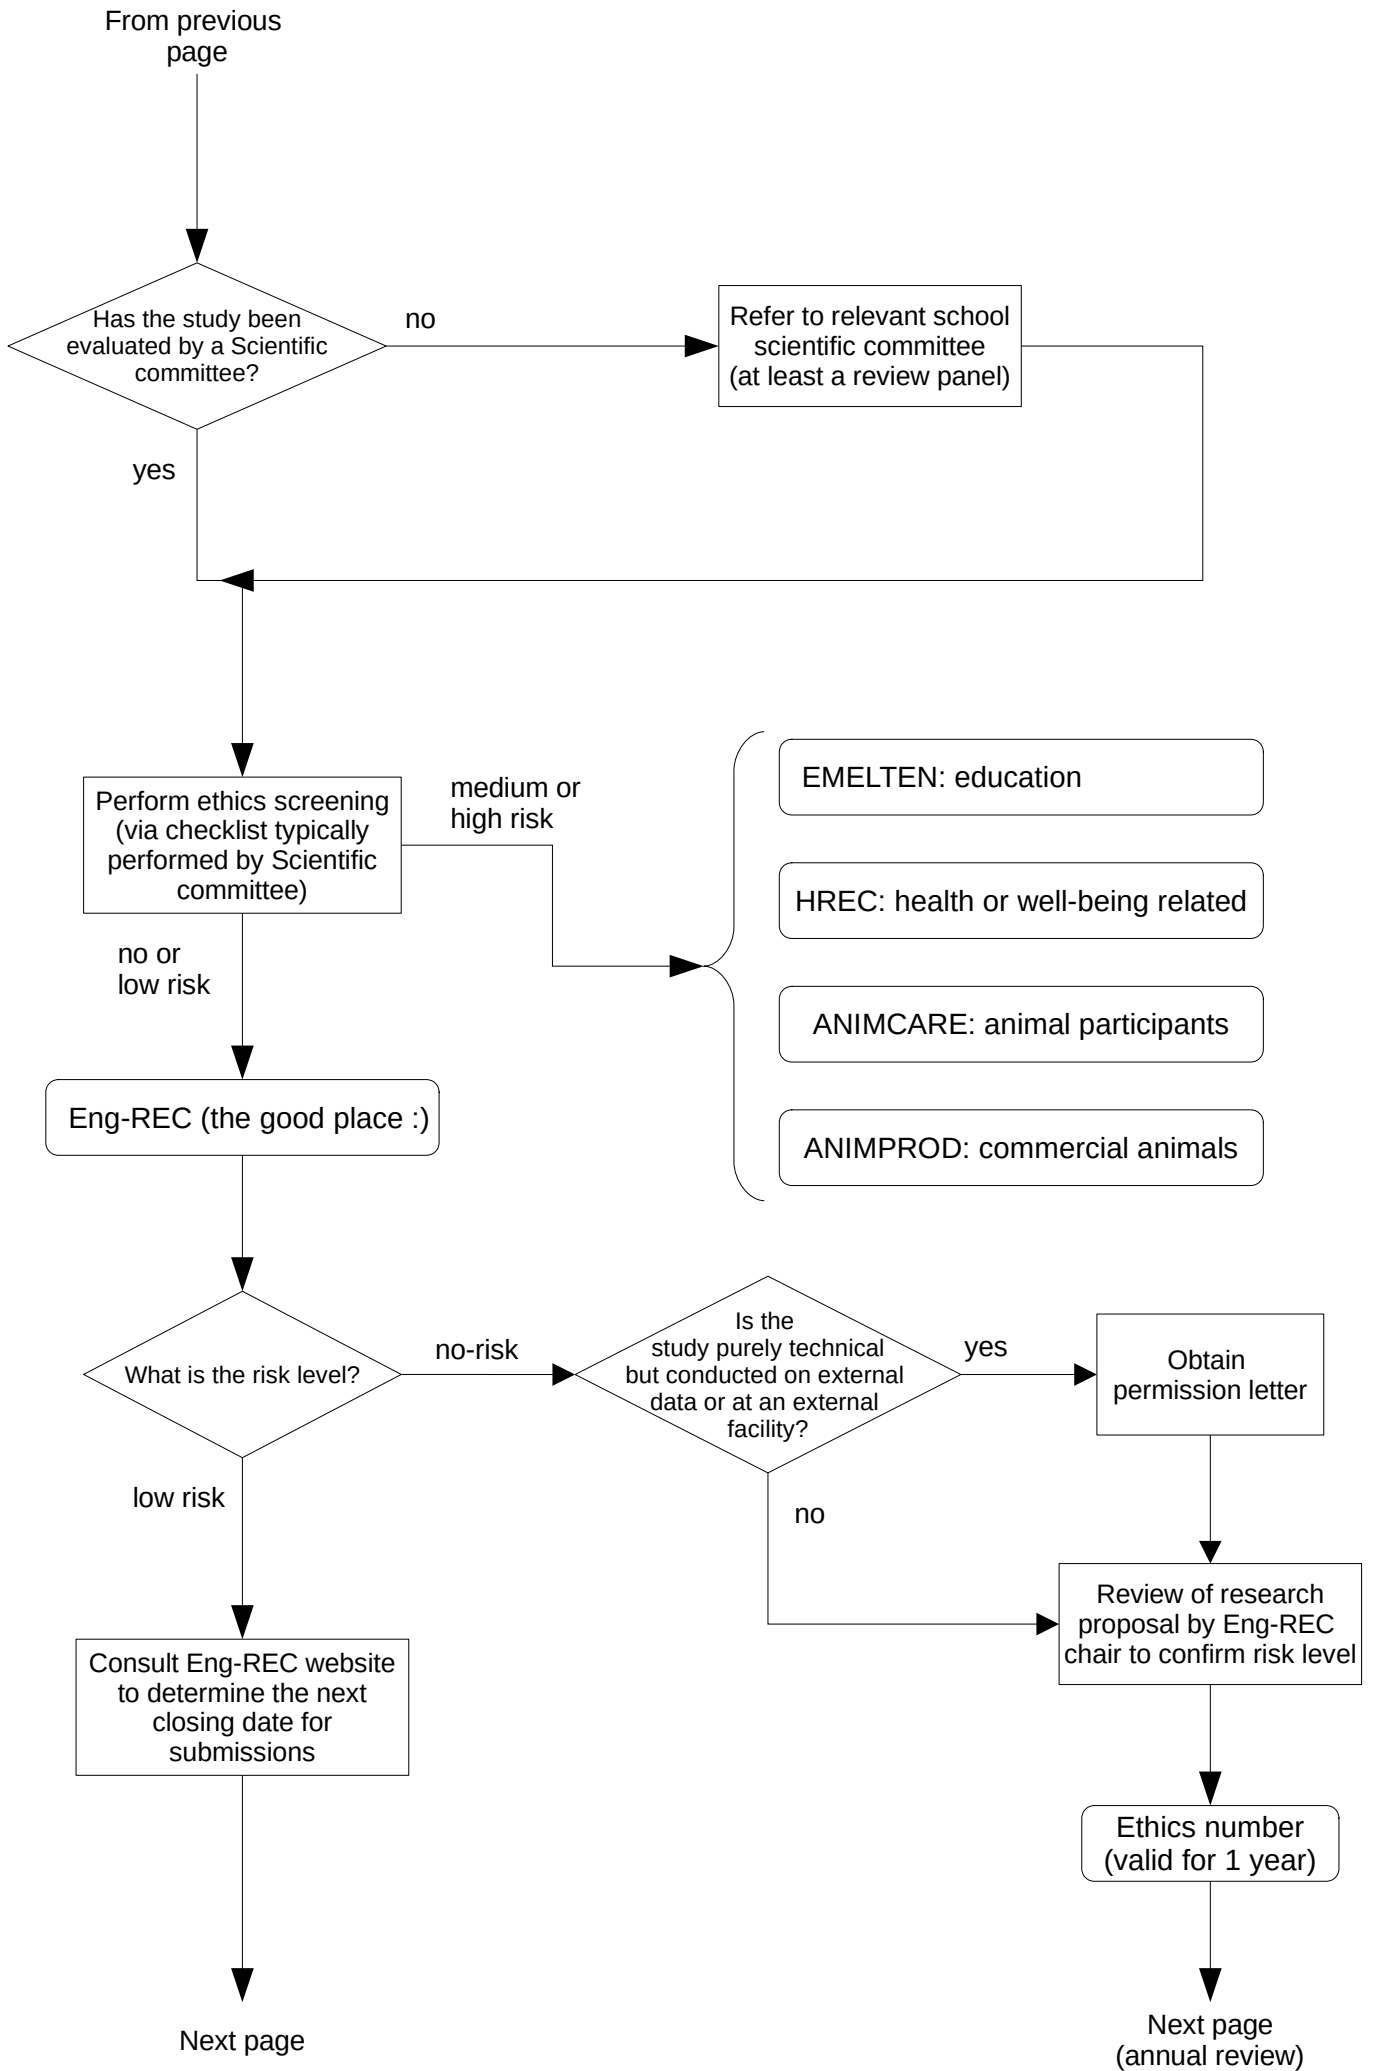 From previous
page
Has the study been
evaluated by a Scientific
committee?
no
Refer to relevant school
scientific committee
(at least a review panel)
yes
Perform ethics screening
(via checklist typically
performed by Scientific
committee)
medium or
high risk
EMELTEN: education
HREC: health or well-being related
ANIMCARE: animal participants
ANIMPROD: commercial animals
no or
low risk
Eng-REC (the good place :)
What is the risk level?
no-risk
Is the
study purely technical
but conducted on external
data or at an external
facility?
yes
Obtain
permission letter
low risk
no
Review of research
proposal by Eng-REC
chair to confirm risk level
Consult Eng-REC website
to determine the next
closing date for
submissions
Ethics number
(valid for 1 year)
Next page
Next page
(annual review)